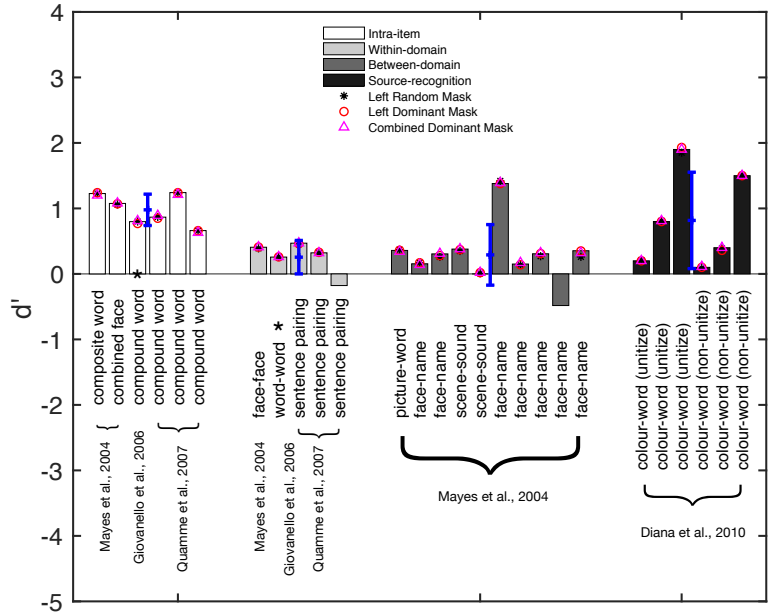 4
3
2
1
0
-1
-2
-3
-4
-5
d'
Intra-item
Within-domain
Between-domain
Source-recognition
Left Random Mask
Left Dominant Mask
Combined Dominant Mask
composite word
combined face
compound word
compound word
compound word
compound word
face-face
word-word *
sentence pairing
sentence pairing
sentence pairing
picture-word
face-name
face-name
scene-sound
scene-sound
face-name
face-name
face-name
face-name
face-name
colour-word (unitize)
colour-word (unitize)
colour-word (unitize)
colour-word (non-unitize)
colour-word (non-unitize)
colour-word (non-unitize)
Mayes et al., 2004
Giovanello et al., 2006
Quamme et al., 2007
Mayes et al., 2004
Giovanello et al., 2006
Quamme et al., 2007
Mayes et al., 2004
Diana et al., 2010